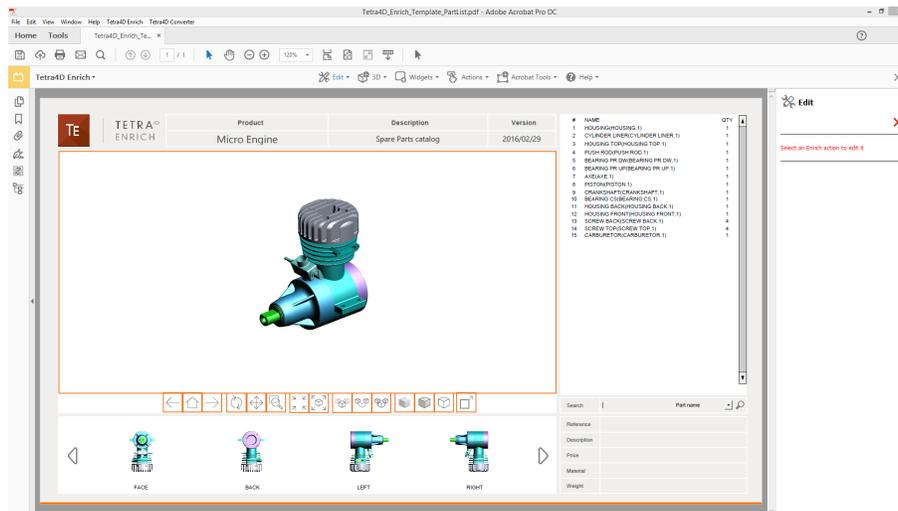 Tetra4D_Enrich_Template_PartList.pdf - Adobe Acrobat Pro DC
File Edit View Window Help Tetra4D Enrich Tetra4D Converter
Home Tools Tetra4D_Enrich_Te... ×
1 / 1 120%
Tetra4D Enrich Edit 3D Widgets Actions Acrobat Tools Help
Edit
Select an Enrich action to edit it
TE TETRA4D ENRICH
Product Description Version
Micro Engine Spare Parts catalog 2016/02/29
# NAME QTY
1 HOUSING(HOUSING.1) 1
2 CYLINDER LINER(CYLINDER LINER.1) 1
3 HOUSING TOP(HOUSING TOP.1) 1
4 PUSH ROD(PUSH ROD.1) 1
5 BEARING PR DW(BEARING PR DW.1) 1
6 BEARING PR UP(BEARING PR UP.1) 1
7 AXE(AXE.1) 1
8 PISTON(PISTON.1) 1
9 CRANKSHAFT(CRANKSHAFT.1) 1
10 BEARING CS(BEARING CS.1) 1
11 HOUSING BACK(HOUSING BACK.1) 1
12 HOUSING FRONT(HOUSING FRONT.1) 1
13 SCREW BACK(SCREW BACK.1) 4
14 SCREW TOP(SCREW TOP.1) 4
15 CARBURETOR(CARBURETOR.1) 1
Search Part name
Reference
Description
Price
Material
Weight
FACE BACK LEFT RIGHT